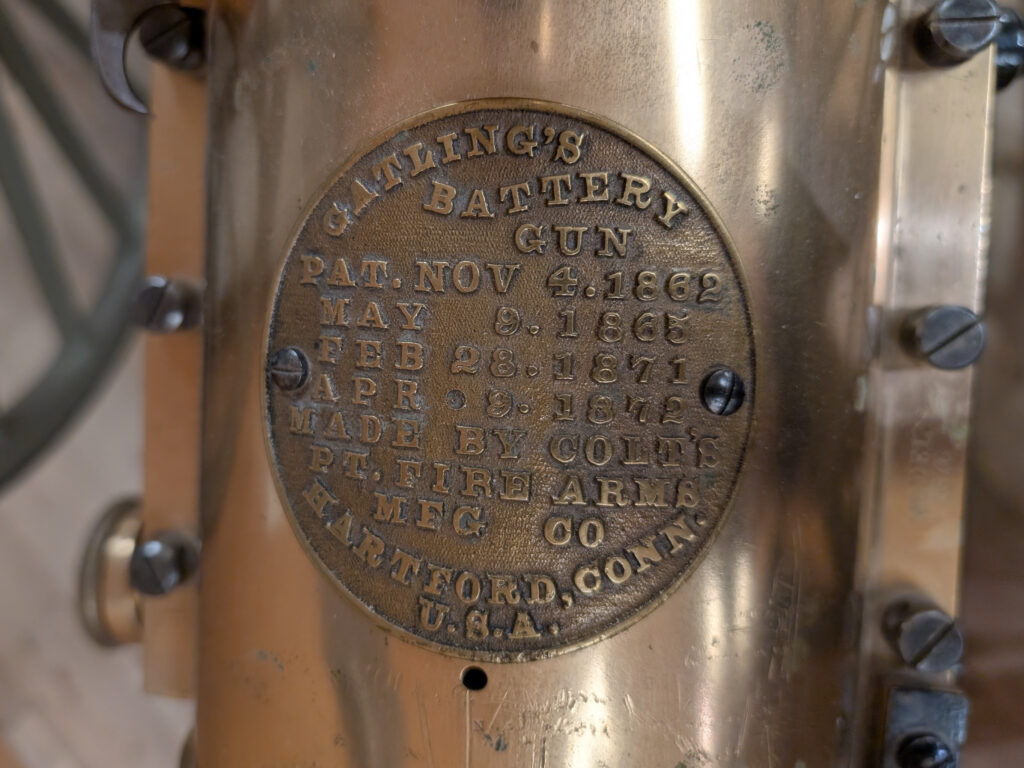 GATLING'S
BATTERY
GUN
PAT. NOV 4. 1862
MAY 9. 1865
FEB 28. 1871
APR . 9. 1872
MADE BY COLT'S
PT. FIRE ARMS
MFG CO
HARTFORD, CONN.
U.S.A.